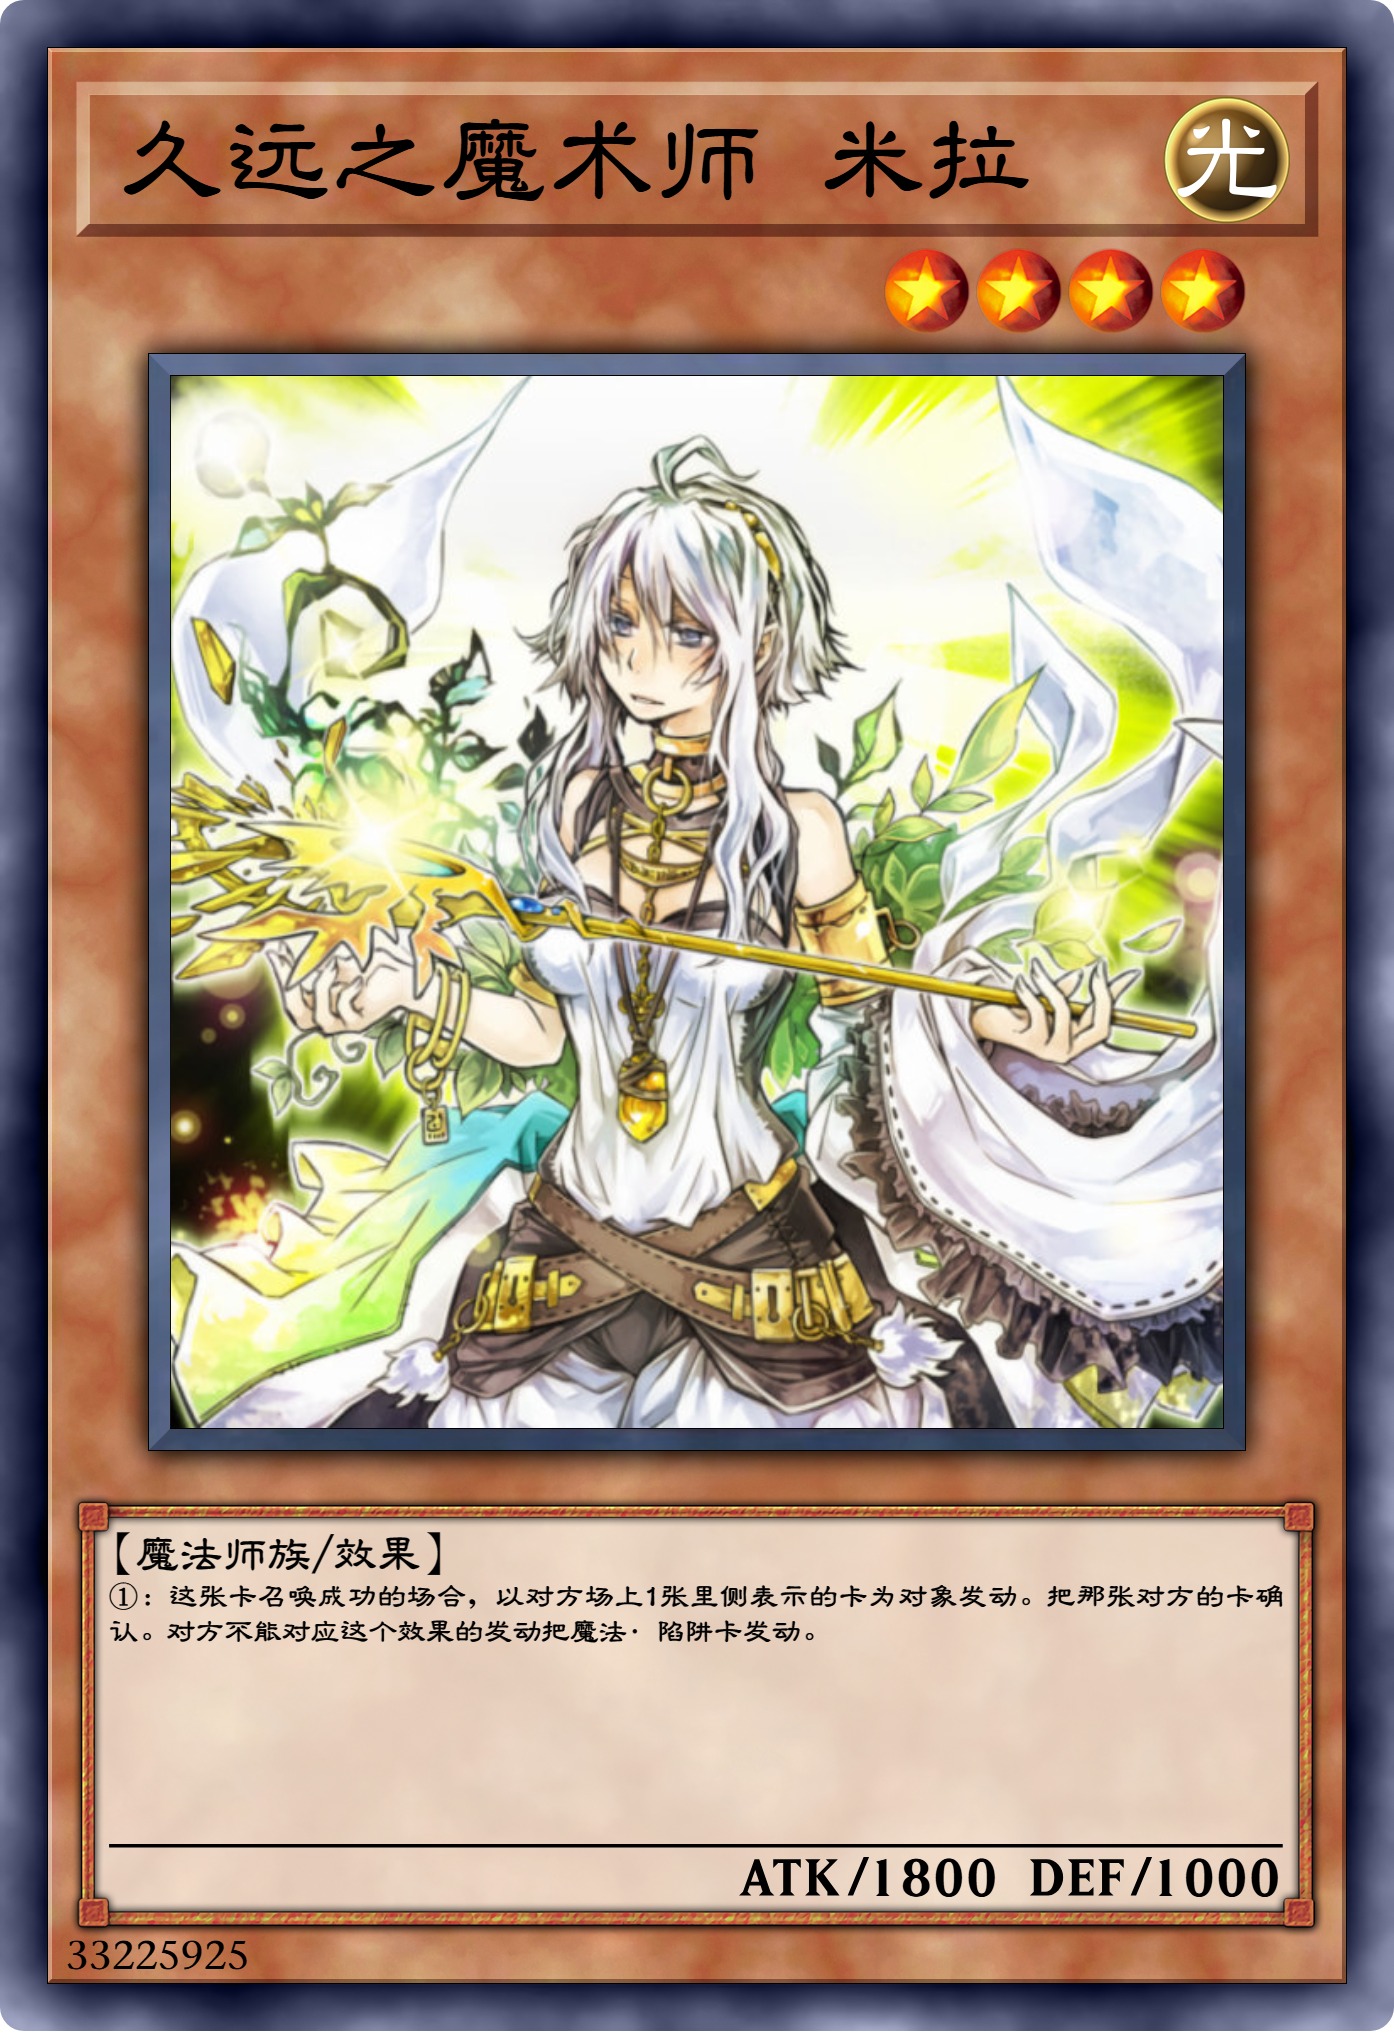 久远之魔术师 米拉
光
【魔法师族/效果】
①：这张卡召唤成功的场合，以对方场上1张里侧表示的卡为对象发动。把那张对方的卡确
认。对方不能对应这个效果的发动把魔法·陷阱卡发动。
ATK/1800 DEF/1000
33225925